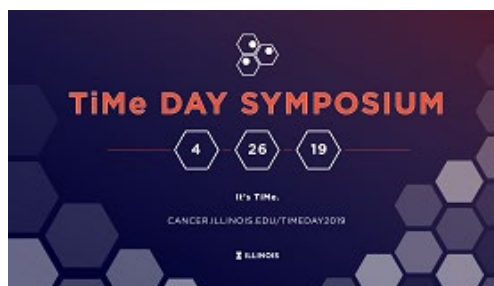 TiMe DAY SYMPOSIUM
4 26 19
It's TiMe.
CANCER.ILLINOIS.EDU/TIMEDAY2019
I ILLINOIS